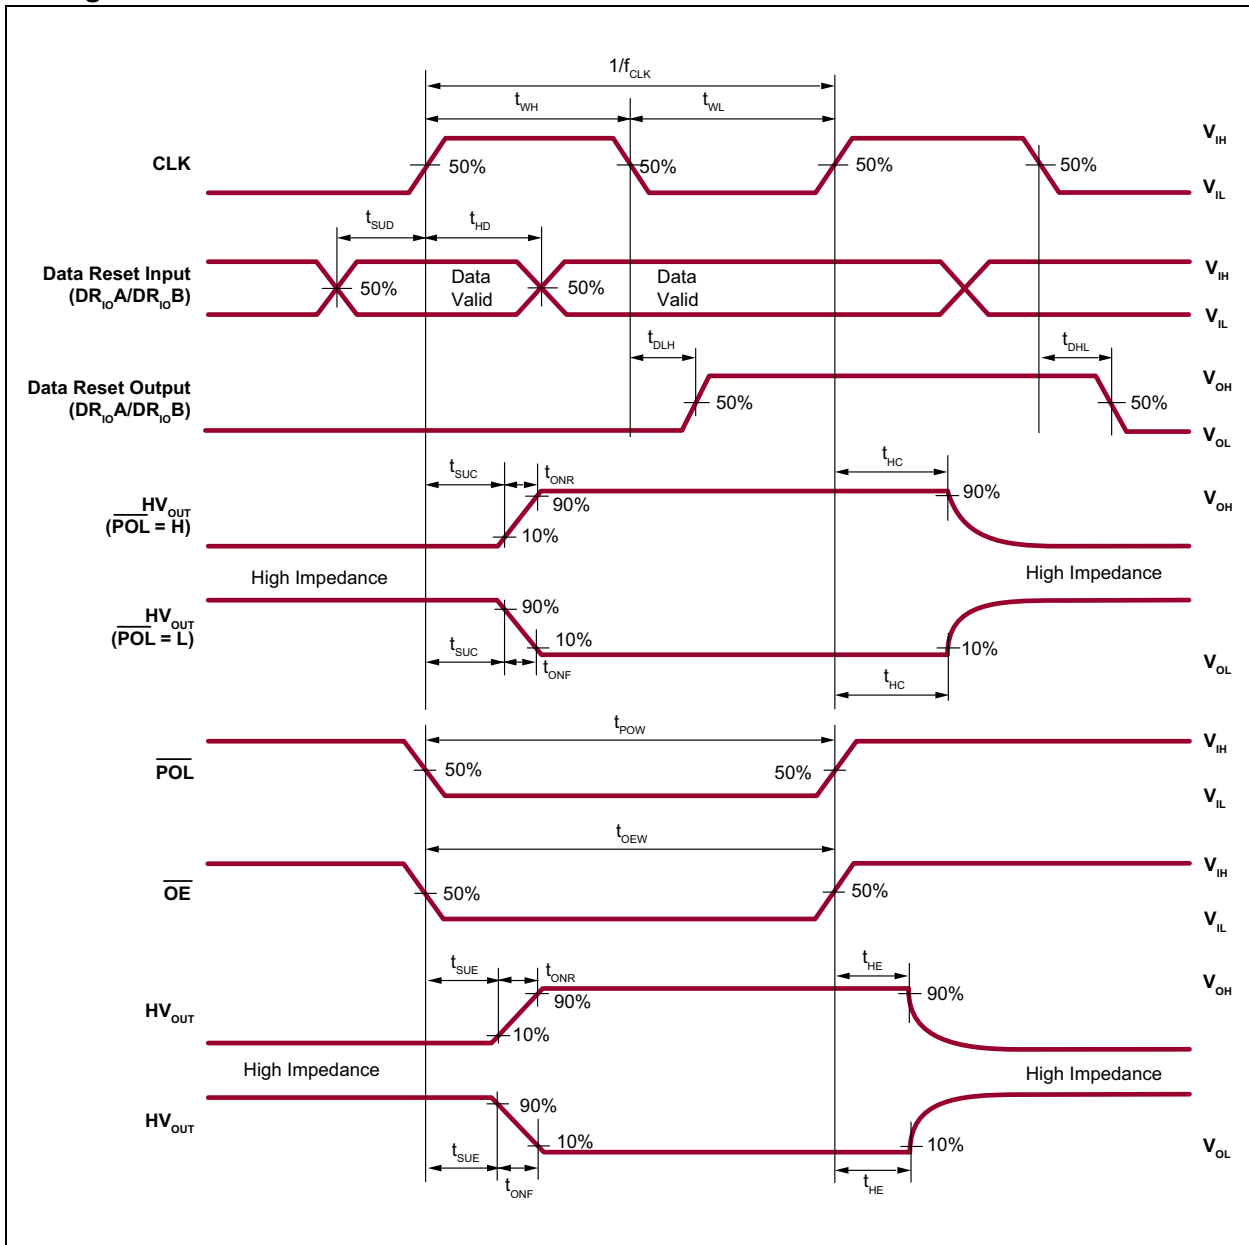 1/fCLK
tWH tWL
CLK 50% 50% 50% 50% VIH
VIL
tSUD tHD
Data Reset Input
(DRIOA/DRIOB)
50% Data
Valid 50% Data
Valid VIH
VIL
tDLH tDHL
Data Reset Output
(DRIOA/DRIOB)
50% 50% VOH
VOL
tSUC tONR tHC
HVOUT
(P̅O̅L̅ = H)
90% 90% VOH
10%
High Impedance High Impedance
HVOUT
(P̅O̅L̅ = L)
90%
10% 10%
tSUC tONF tHC VOL
tPOW
P̅O̅L̅ 50% 50% VIH
VIL
tOEW
O̅E̅ 50% 50% VIH
VIL
tSUE tONR tHE
HVOUT 90% 90% VOH
10%
High Impedance High Impedance
HVOUT 90%
10% 10% VOL
tSUE tONF tHE